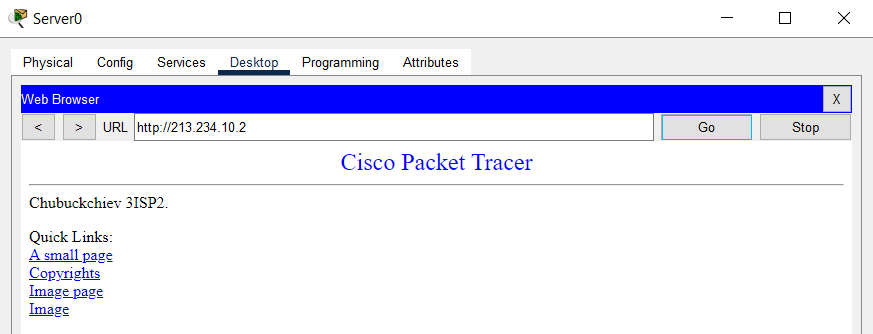 Server0
Physical Config Services Desktop Programming Attributes
Web Browser X
< > URL http://213.234.10.2 Go Stop
Cisco Packet Tracer
Chubuckchiev 3ISP2.
Quick Links:
A small page
Copyrights
Image page
Image